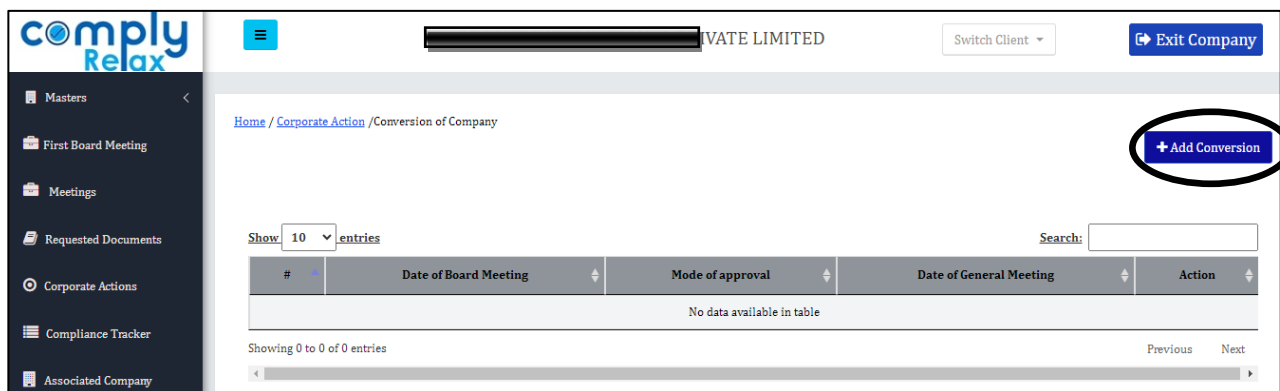 comply
Relax
IVATE LIMITED
Switch Client
Exit Company
Masters
First Board Meeting
Meetings
Requested Documents
Corporate Actions
Compliance Tracker
Associated Company
Home / Corporate Action /Conversion of Company
+ Add Conversion
Show 10 entries
Search:
# Date of Board Meeting Mode of approval Date of General Meeting Action
No data available in table
Showing 0 to 0 of 0 entries
Previous Next